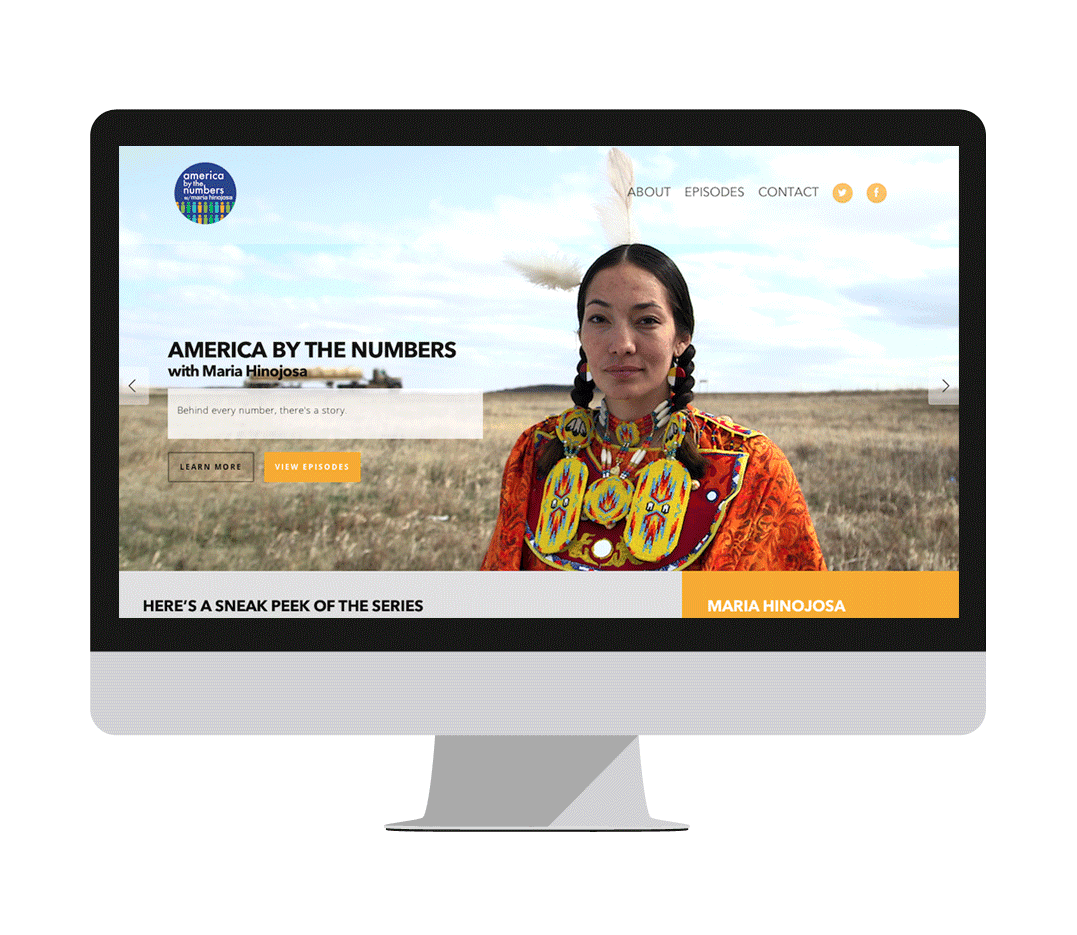 america
by the
numbers
w/maria hinojosa
ABOUT EPISODES CONTACT
AMERICA BY THE NUMBERS
with Maria Hinojosa
Behind every number, there's a story.
LEARN MORE VIEW EPISODES
HERE'S A SNEAK PEEK OF THE SERIES
MARIA HINOJOSA